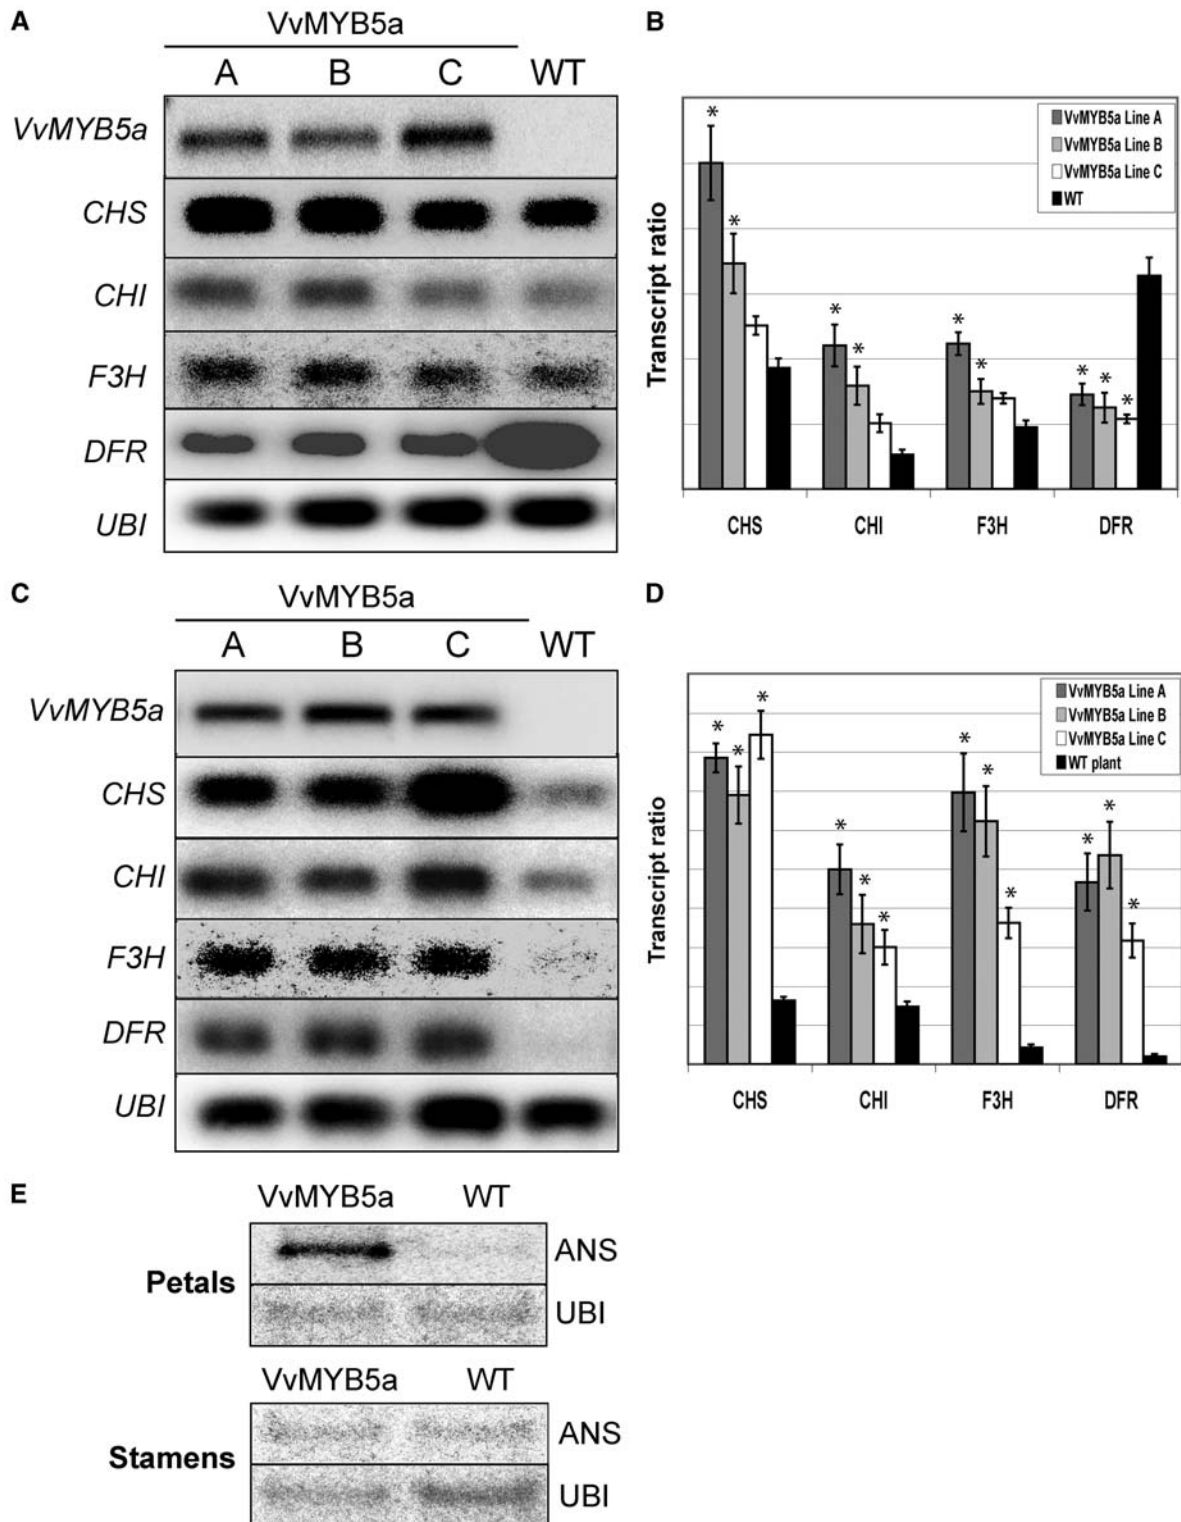 A
VvMYB5a
A B C WT
VvMYB5a
CHS
CHI
F3H
DFR
UBI
B
Transcript ratio
VvMYB5a Line A
VvMYB5a Line B
VvMYB5a Line C
WT
* * * * * * * * *
CHS CHI F3H DFR
C
VvMYB5a
A B C WT
VvMYB5a
CHS
CHI
F3H
DFR
UBI
D
Transcript ratio
VvMYB5a Line A
VvMYB5a Line B
VvMYB5a Line C
WT plant
* * * * * * * * * * * *
CHS CHI F3H DFR
E
VvMYB5a WT
Petals
ANS
UBI
VvMYB5a WT
Stamens
ANS
UBI